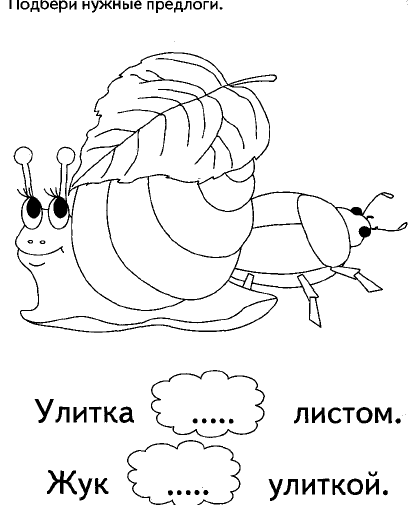 Подбери нужные предлоги.
Улитка ..... листом.
Жук ..... улиткой.